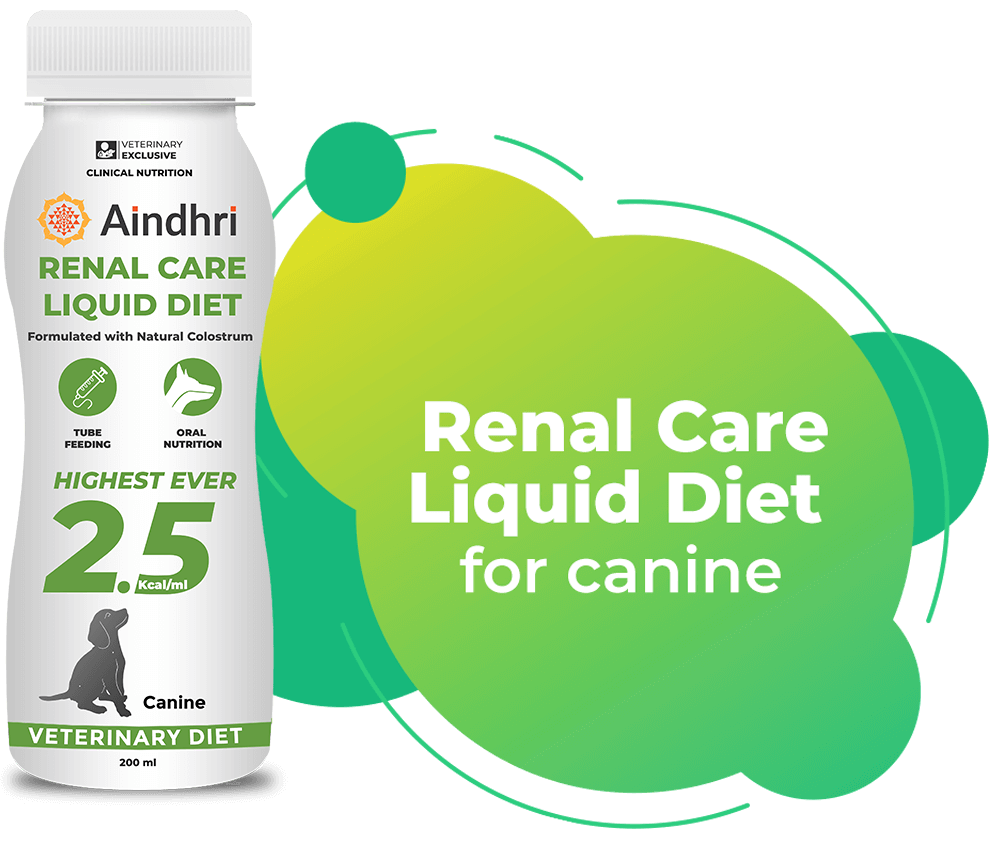 VETERINARY
EXCLUSIVE
CLINICAL NUTRITION
Aindhri
RENAL CARE
LIQUID DIET
Formulated with Natural Colostrum
TUBE
FEEDING
ORAL
NUTRITION
HIGHEST EVER
2.5
Kcal/ml
Canine
VETERINARY DIET
200 ml
Renal Care
Liquid Diet
for canine